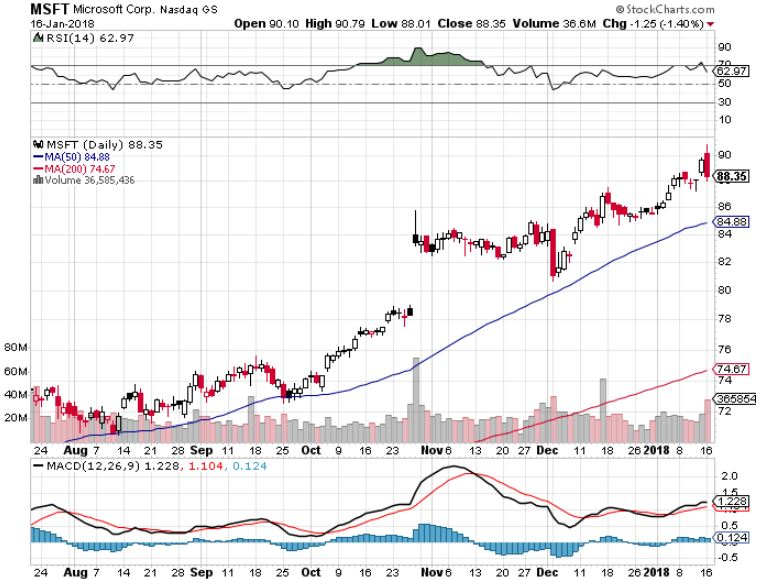 MSFT Microsoft Corp. Nasdaq GS © StockCharts.com
16-Jan-2018 Open 90.10 High 90.79 Low 88.01 Close 88.35 Volume 36.6M Chg -1.25 (-1.40%)
RSI(14) 62.97
90
70
62.97
50
30
10
MSFT (Daily) 88.35
MA(50) 84.88
MA(200) 74.67
Volume 36,585,436
90
88.35
86
84.88
84
82
80
78
76
74.67
74
72
80M
60M
40M
20M
365854
24 Aug 7 14 21 28 Sep 11 18 25 Oct 9 16 23 Nov 6 13 20 27 Dec 11 18 26 2018 8 16
MACD(12,26,9) 1.228, 1.104, 0.124
2.0
1.5
1.228
0.5
0.124
-0.5
24 Aug 7 14 21 28 Sep 11 18 25 Oct 9 16 23 Nov 6 13 20 27 Dec 11 18 26 2018 8 16